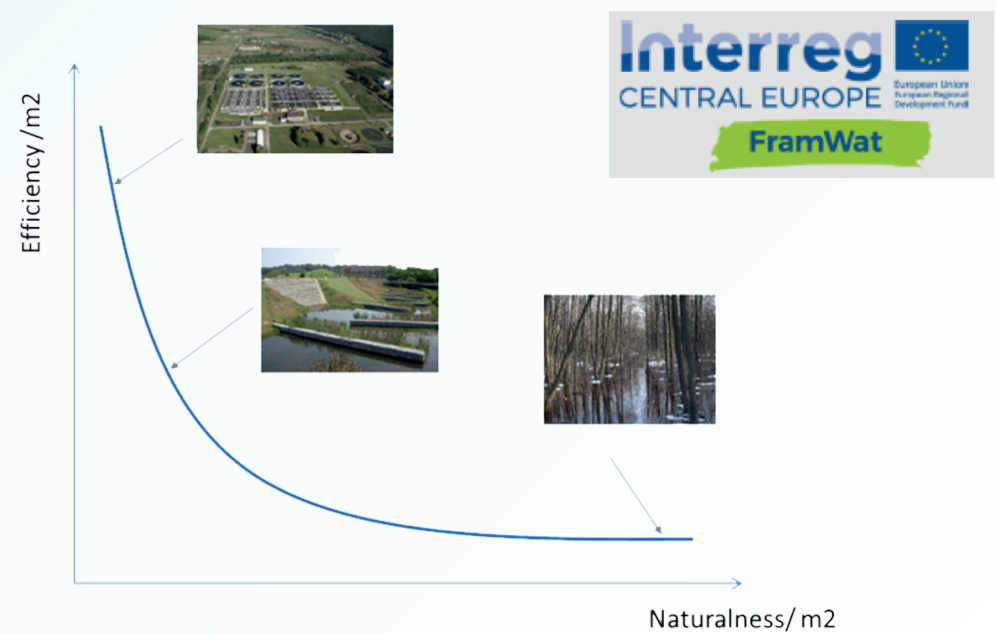 Interreg
CENTRAL EUROPE
European Union
European Regional
Development Fund
FramWat
Efficiency /m2
Naturalness/ m2